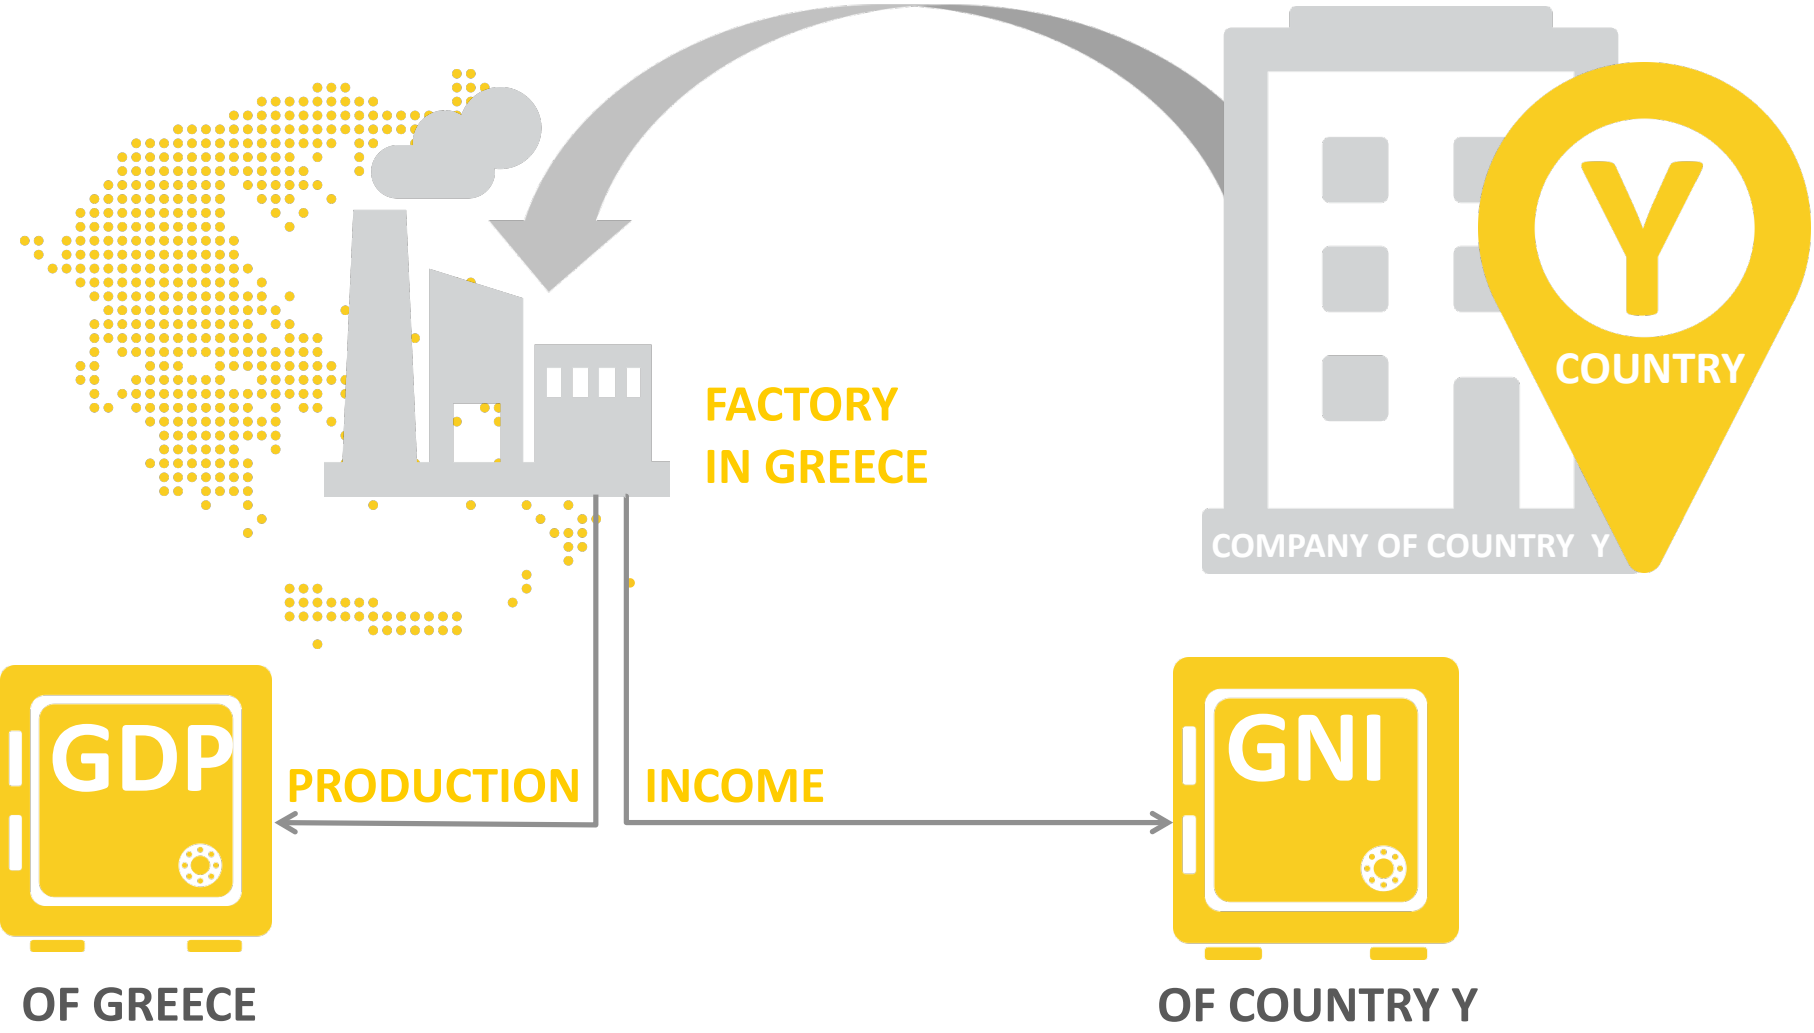 Y
COUNTRY
FACTORY
IN GREECE
COMPANY OF COUNTRY Y
GDP
GNI
PRODUCTION
INCOME
OF GREECE
OF COUNTRY Y